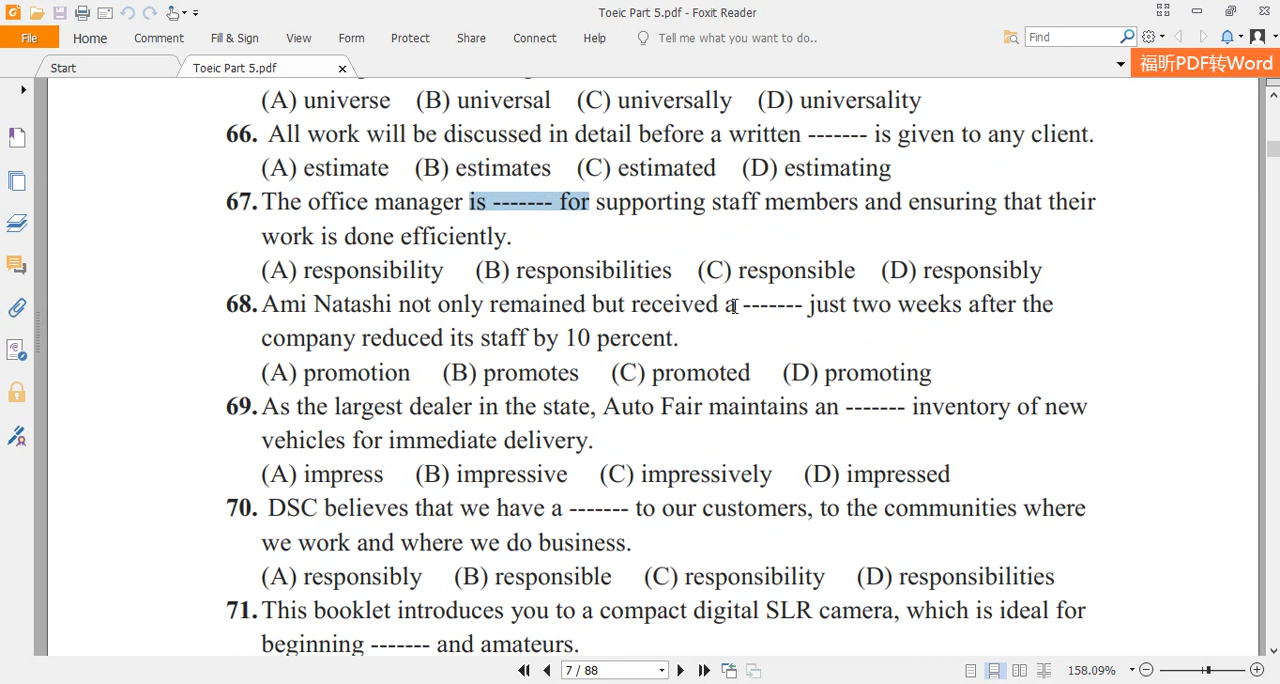 Toeic Part 5.pdf - Foxit Reader
File Home Comment Fill & Sign View Form Protect Share Connect Help Tell me what you want to do.. Find
Start Toeic Part 5.pdf 福昕PDF转Word
(A) universe (B) universal (C) universally (D) universality
66. All work will be discussed in detail before a written ------- is given to any client.
(A) estimate (B) estimates (C) estimated (D) estimating
67. The office manager is ------- for supporting staff members and ensuring that their
work is done efficiently.
(A) responsibility (B) responsibilities (C) responsible (D) responsibly
68. Ami Natashi not only remained but received a ------- just two weeks after the
company reduced its staff by 10 percent.
(A) promotion (B) promotes (C) promoted (D) promoting
69. As the largest dealer in the state, Auto Fair maintains an ------- inventory of new
vehicles for immediate delivery.
(A) impress (B) impressive (C) impressively (D) impressed
70. DSC believes that we have a ------- to our customers, to the communities where
we work and where we do business.
(A) responsibly (B) responsible (C) responsibility (D) responsibilities
71. This booklet introduces you to a compact digital SLR camera, which is ideal for
beginning ------- and amateurs.
7 / 88 158.09%